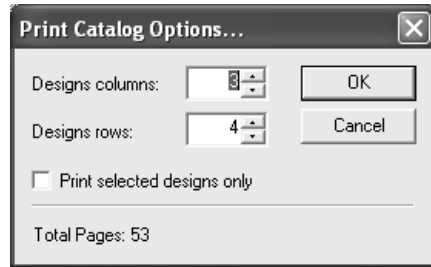 Print Catalog Options...
Designs columns: 3 OK
Designs rows: 4 Cancel
Print selected designs only
Total Pages: 53